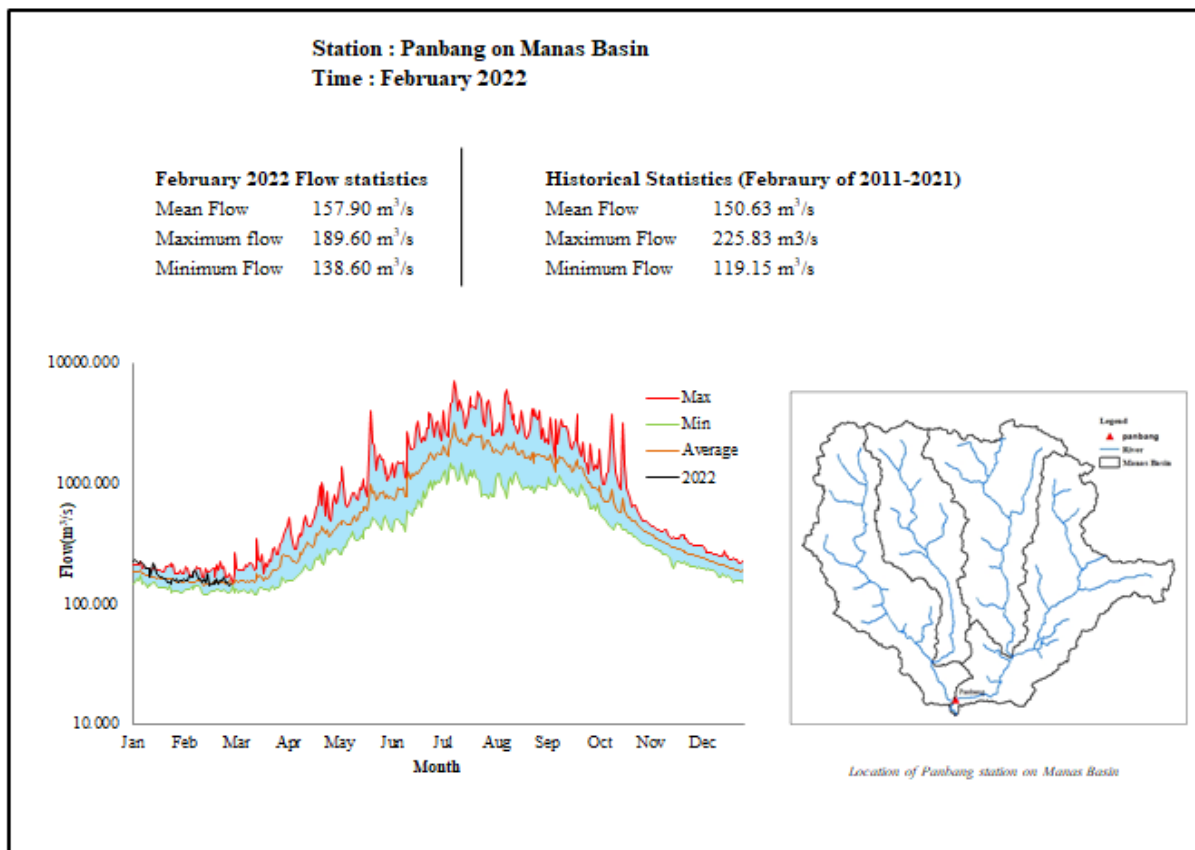 Station : Panbang on Manas Basin
Time : February 2022
February 2022 Flow statistics
Mean Flow 157.90 m³/s
Maximum flow 189.60 m³/s
Minimum Flow 138.60 m³/s
Historical Statistics (Febraury of 2011-2021)
Mean Flow 150.63 m³/s
Maximum Flow 225.83 m3/s
Minimum Flow 119.15 m³/s
10000.000
1000.000
100.000
10.000
Flow(m³/s)
Max
Min
Average
2022
Jan Feb Mar Apr May Jun Jul Aug Sep Oct Nov Dec
Month
Legend
panbang
River
Manas Basin
Panbang
Location of Panbang station on Manas Basin